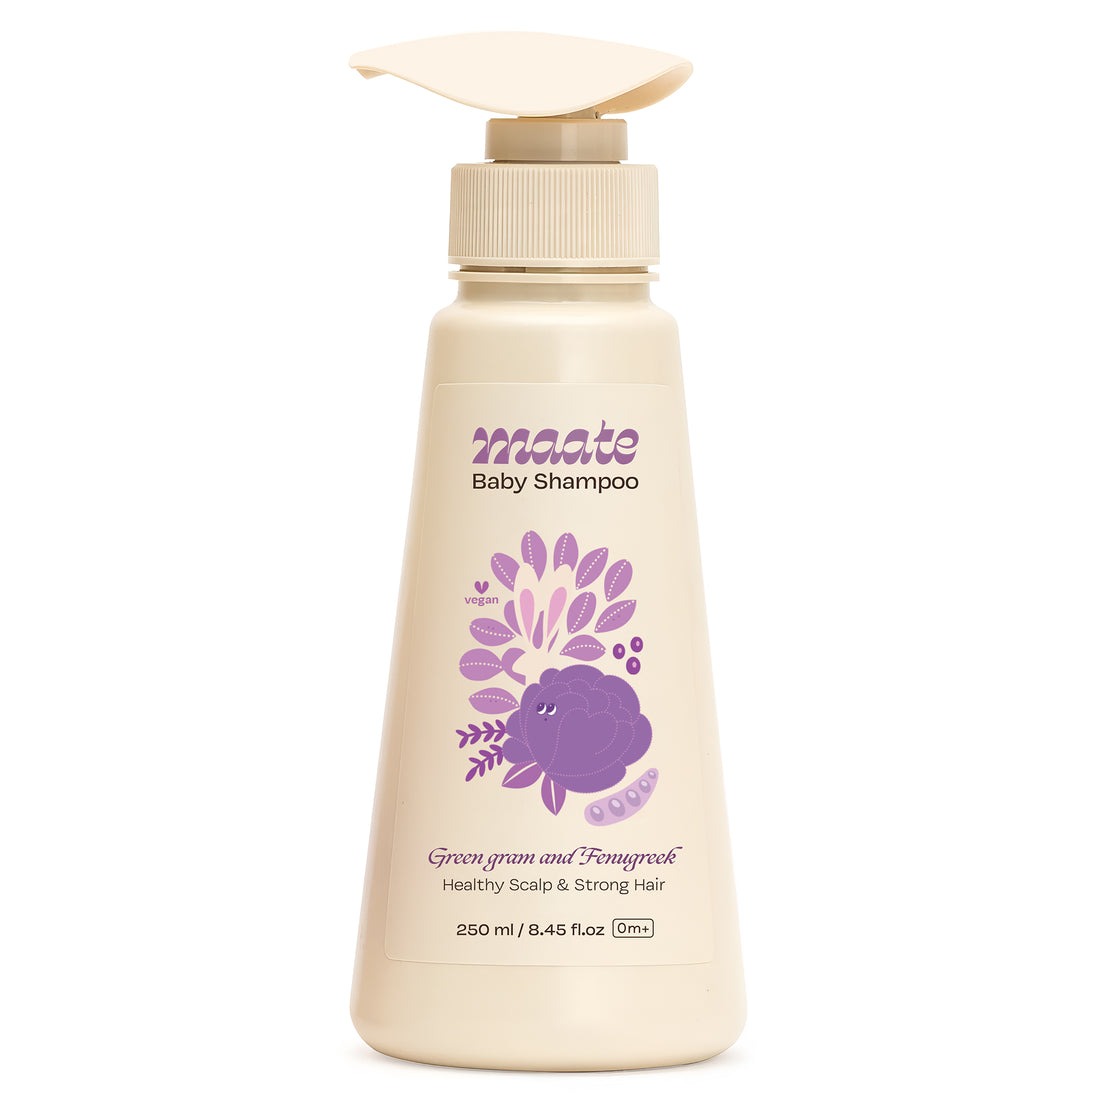 maate
Baby Shampoo
vegan
Green gram and Fenugreek
Healthy Scalp & Strong Hair
250 ml / 8.45 fl.oz 0m+